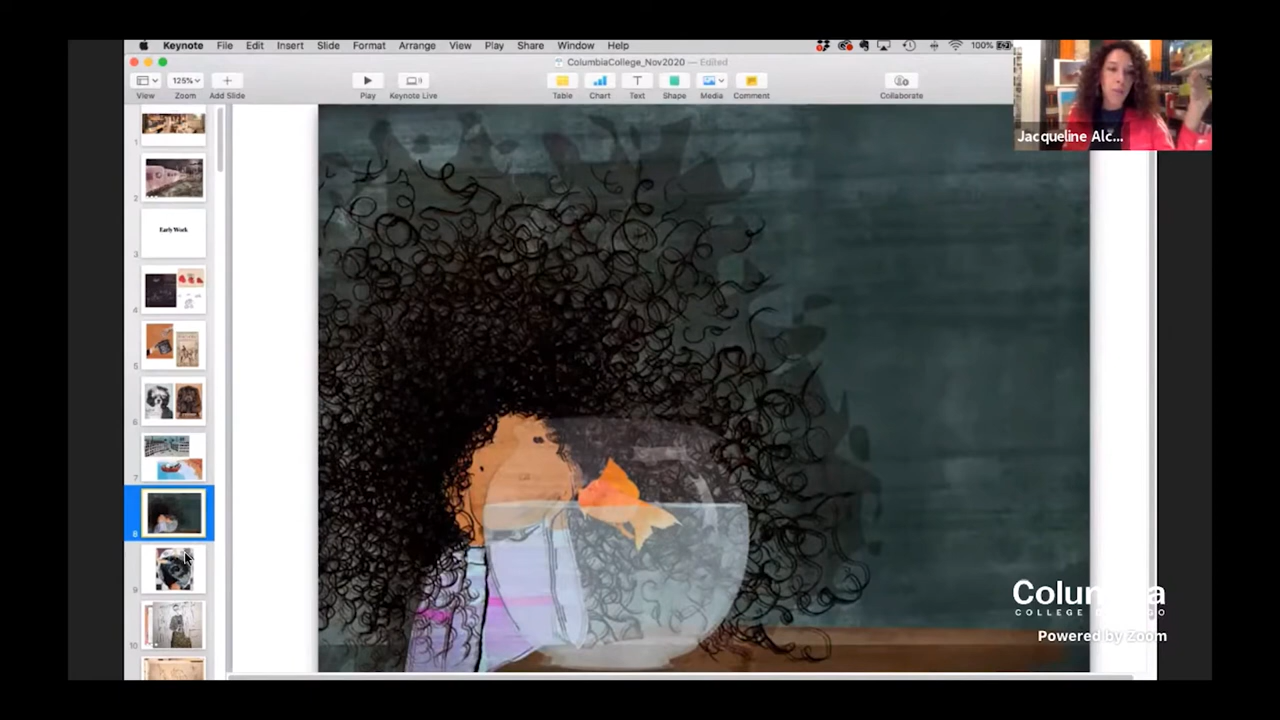 Keynote File Edit Insert Slide Format Arrange View Play Share Window Help 100%
ColumbiaCollege_Nov2020 — Edited
125%
View Zoom Add Slide Play Keynote Live Table Chart Text Shape Media Comment Collaborate
Jacqueline Alc...
1
2
Early Work
3
4
5
6
7
8
9
10
COLLEGE
Powered by Zoom